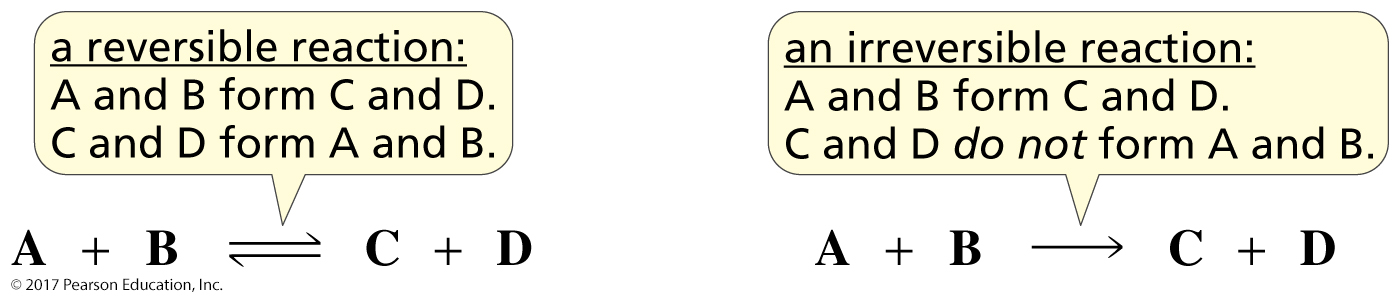 a reversible reaction:
A and B form C and D.
C and D form A and B.
A + B ⇌ C + D
an irreversible reaction:
A and B form C and D.
C and D do not form A and B.
A + B ⟶ C + D
© 2017 Pearson Education, Inc.